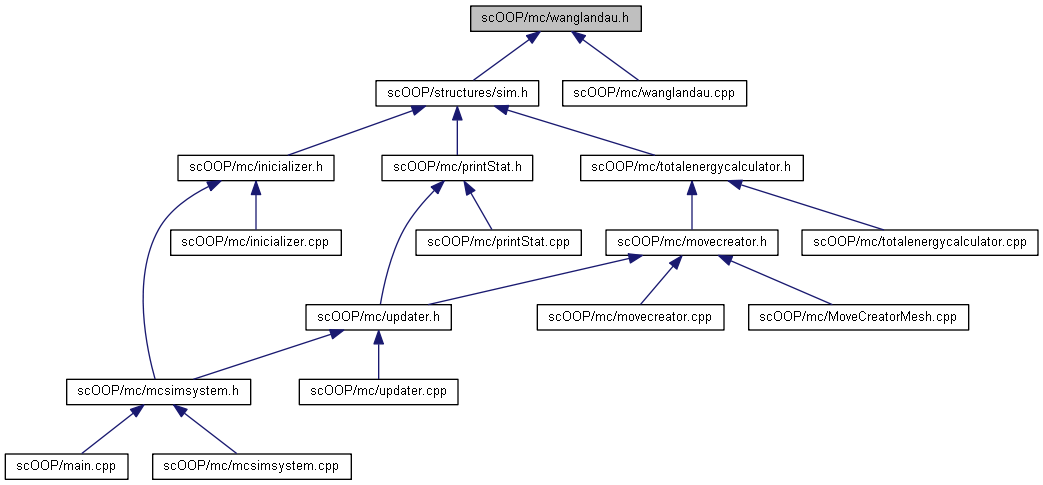 scOOP/mc/wanglandau.h
scOOP/structures/sim.h
scOOP/mc/wanglandau.cpp
scOOP/mc/inicializer.h
scOOP/mc/printStat.h
scOOP/mc/totalenergycalculator.h
scOOP/mc/inicializer.cpp
scOOP/mc/printStat.cpp
scOOP/mc/movecreator.h
scOOP/mc/totalenergycalculator.cpp
scOOP/mc/updater.h
scOOP/mc/movecreator.cpp
scOOP/mc/MoveCreatorMesh.cpp
scOOP/mc/mcsimsystem.h
scOOP/mc/updater.cpp
scOOP/main.cpp
scOOP/mc/mcsimsystem.cpp